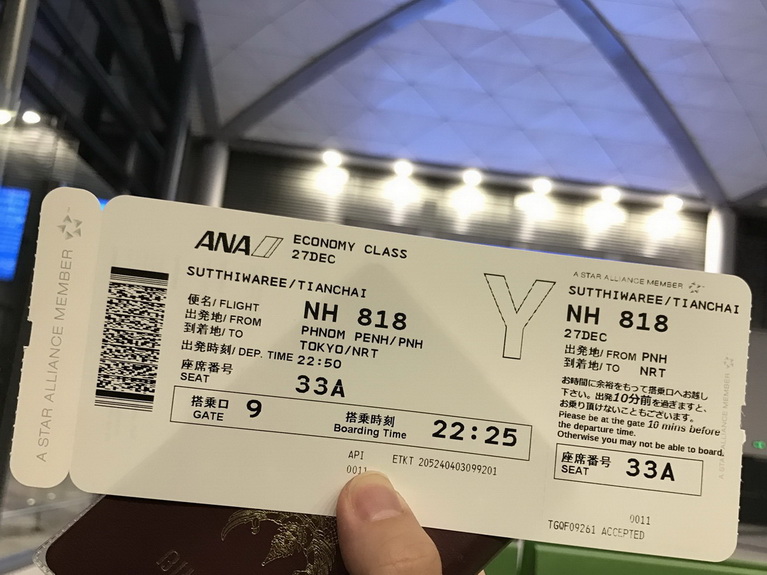 A STAR ALLIANCE MEMBER
ANA
ECONOMY CLASS
27DEC
SUTTHIWAREE/TIANCHAI
便名/FLIGHT NH 818
出発地/FROM PHNOM PENH/PNH
到着地/TO TOKYO/NRT
出発時刻/DEP. TIME 22:50
座席番号
SEAT 33A
搭乗口
GATE 9
搭乗時刻
Boarding Time 22:25
API
0011
ETKT 205240403099201
Y
A STAR ALLIANCE MEMBER
SUTTHIWAREE/TIANCHAI
NH 818
27DEC
出発地/FROM PNH
到着地/TO NRT
お時間に余裕をもって搭乗口へお越し
下さい。出発10分前を過ぎますと、
お乗り頂けないこともございます。
Please be at the gate 10 mins before
the departure time.
Otherwise you may not be able to board.
座席番号
SEAT 33A
0011
TGQF09261 ACCEPTED
A STAR ALLIANCE MEMBER